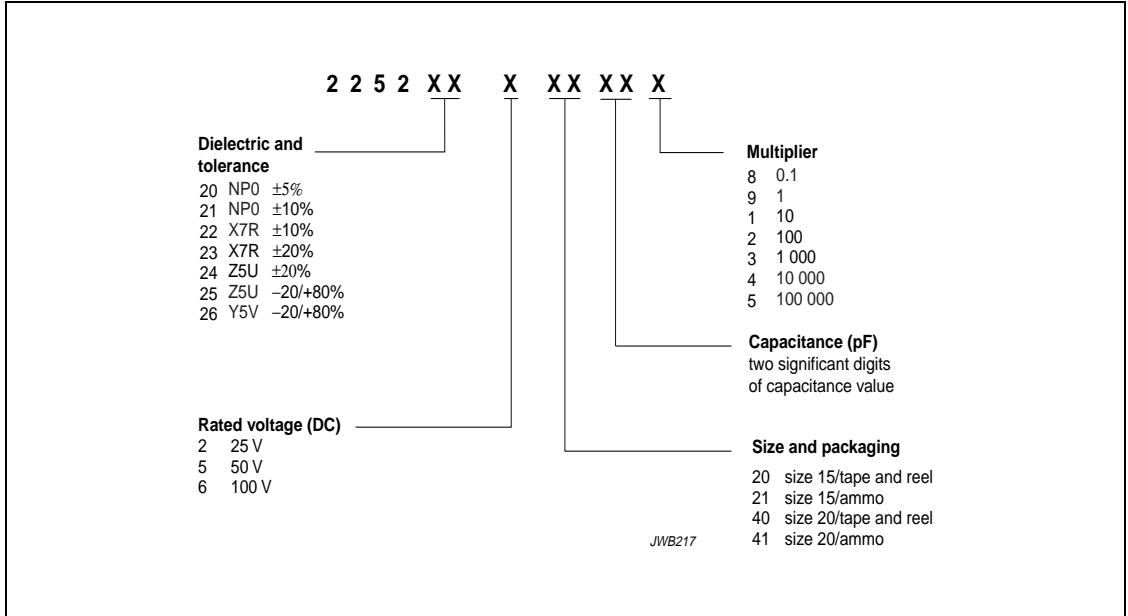 2 2 5 2 X X X X X X X X
Dielectric and
tolerance
20 NP0 ±5%
21 NP0 ±10%
22 X7R ±10%
23 X7R ±20%
24 Z5U ±20%
25 Z5U −20/+80%
26 Y5V −20/+80%
Rated voltage (DC)
2 25 V
5 50 V
6 100 V
Multiplier
8 0.1
9 1
1 10
2 100
3 1 000
4 10 000
5 100 000
Capacitance (pF)
two significant digits
of capacitance value
Size and packaging
20 size 15/tape and reel
21 size 15/ammo
40 size 20/tape and reel
41 size 20/ammo
JWB217